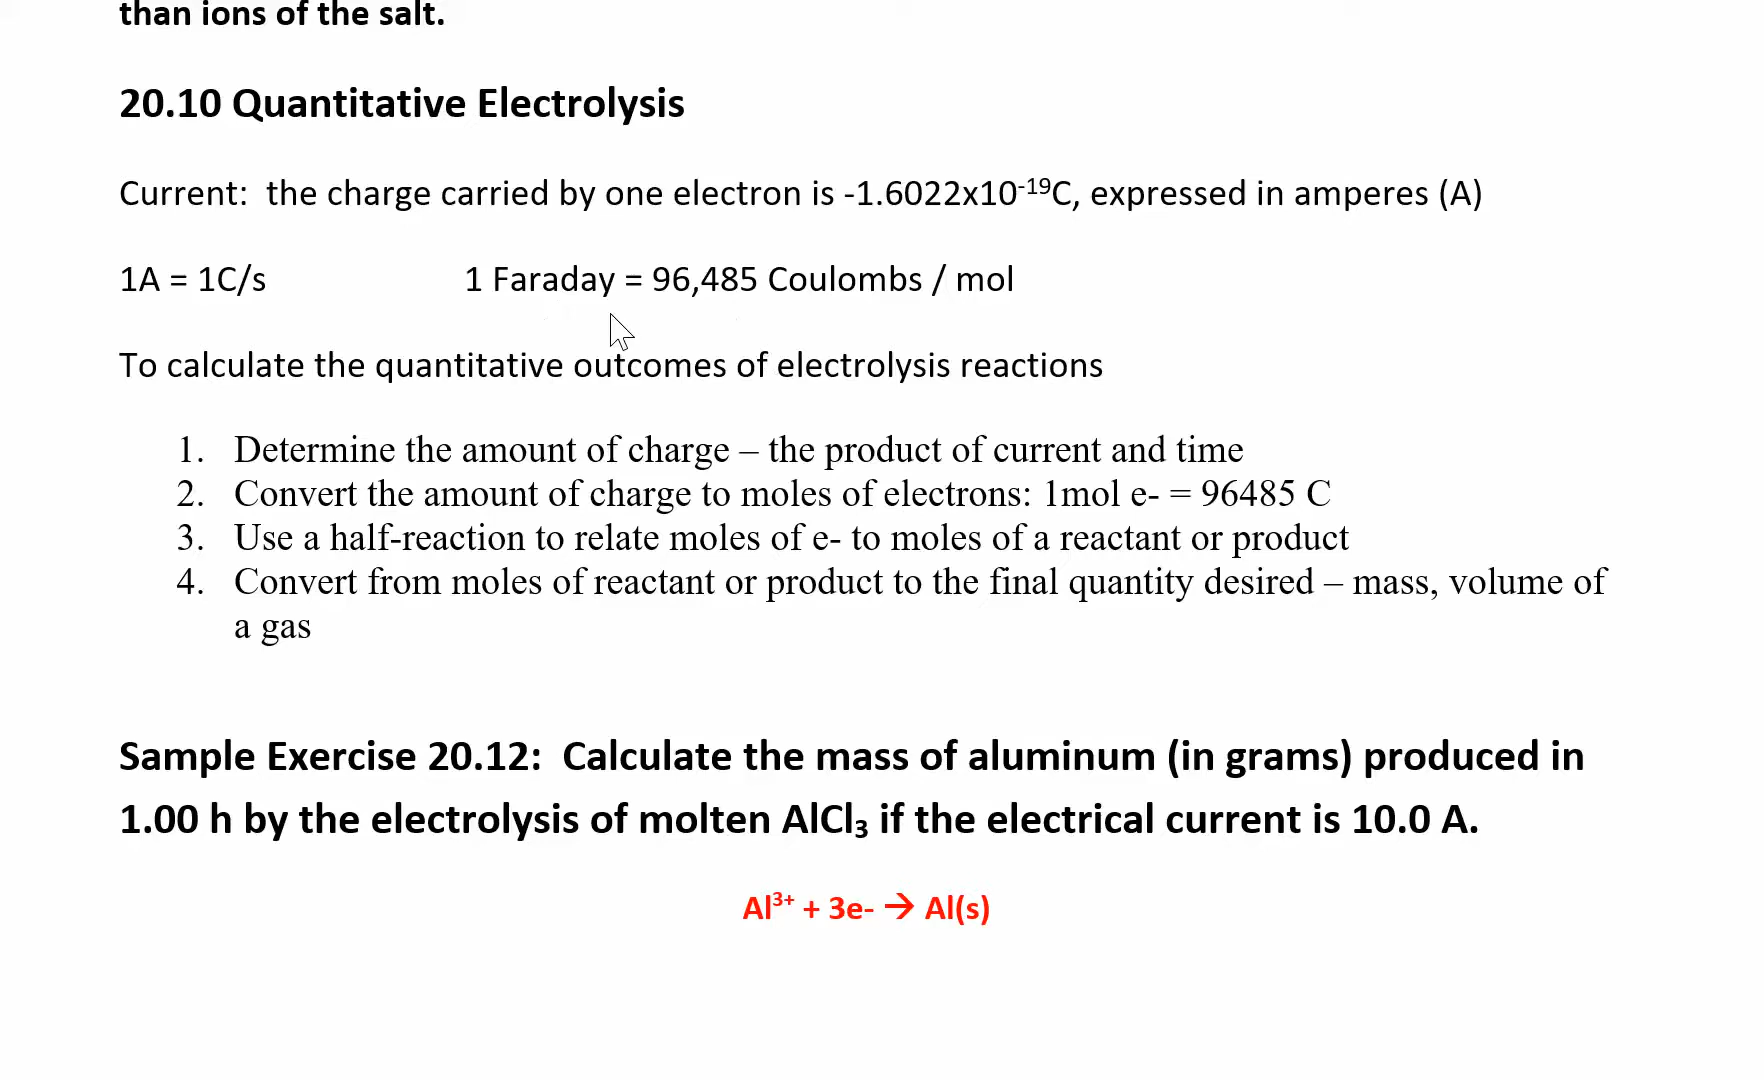 than ions of the salt.
20.10 Quantitative Electrolysis
Current:  the charge carried by one electron is -1.6022x10⁻¹⁹C, expressed in amperes (A)
1A = 1C/s 1 Faraday = 96,485 Coulombs / mol
To calculate the quantitative outcomes of electrolysis reactions
1. Determine the amount of charge – the product of current and time
2. Convert the amount of charge to moles of electrons: 1mol e- = 96485 C
3. Use a half-reaction to relate moles of e- to moles of a reactant or product
4. Convert from moles of reactant or product to the final quantity desired – mass, volume of
a gas
Sample Exercise 20.12:  Calculate the mass of aluminum (in grams) produced in
1.00 h by the electrolysis of molten AlCl₃ if the electrical current is 10.0 A.
Al³⁺ + 3e- → Al(s)